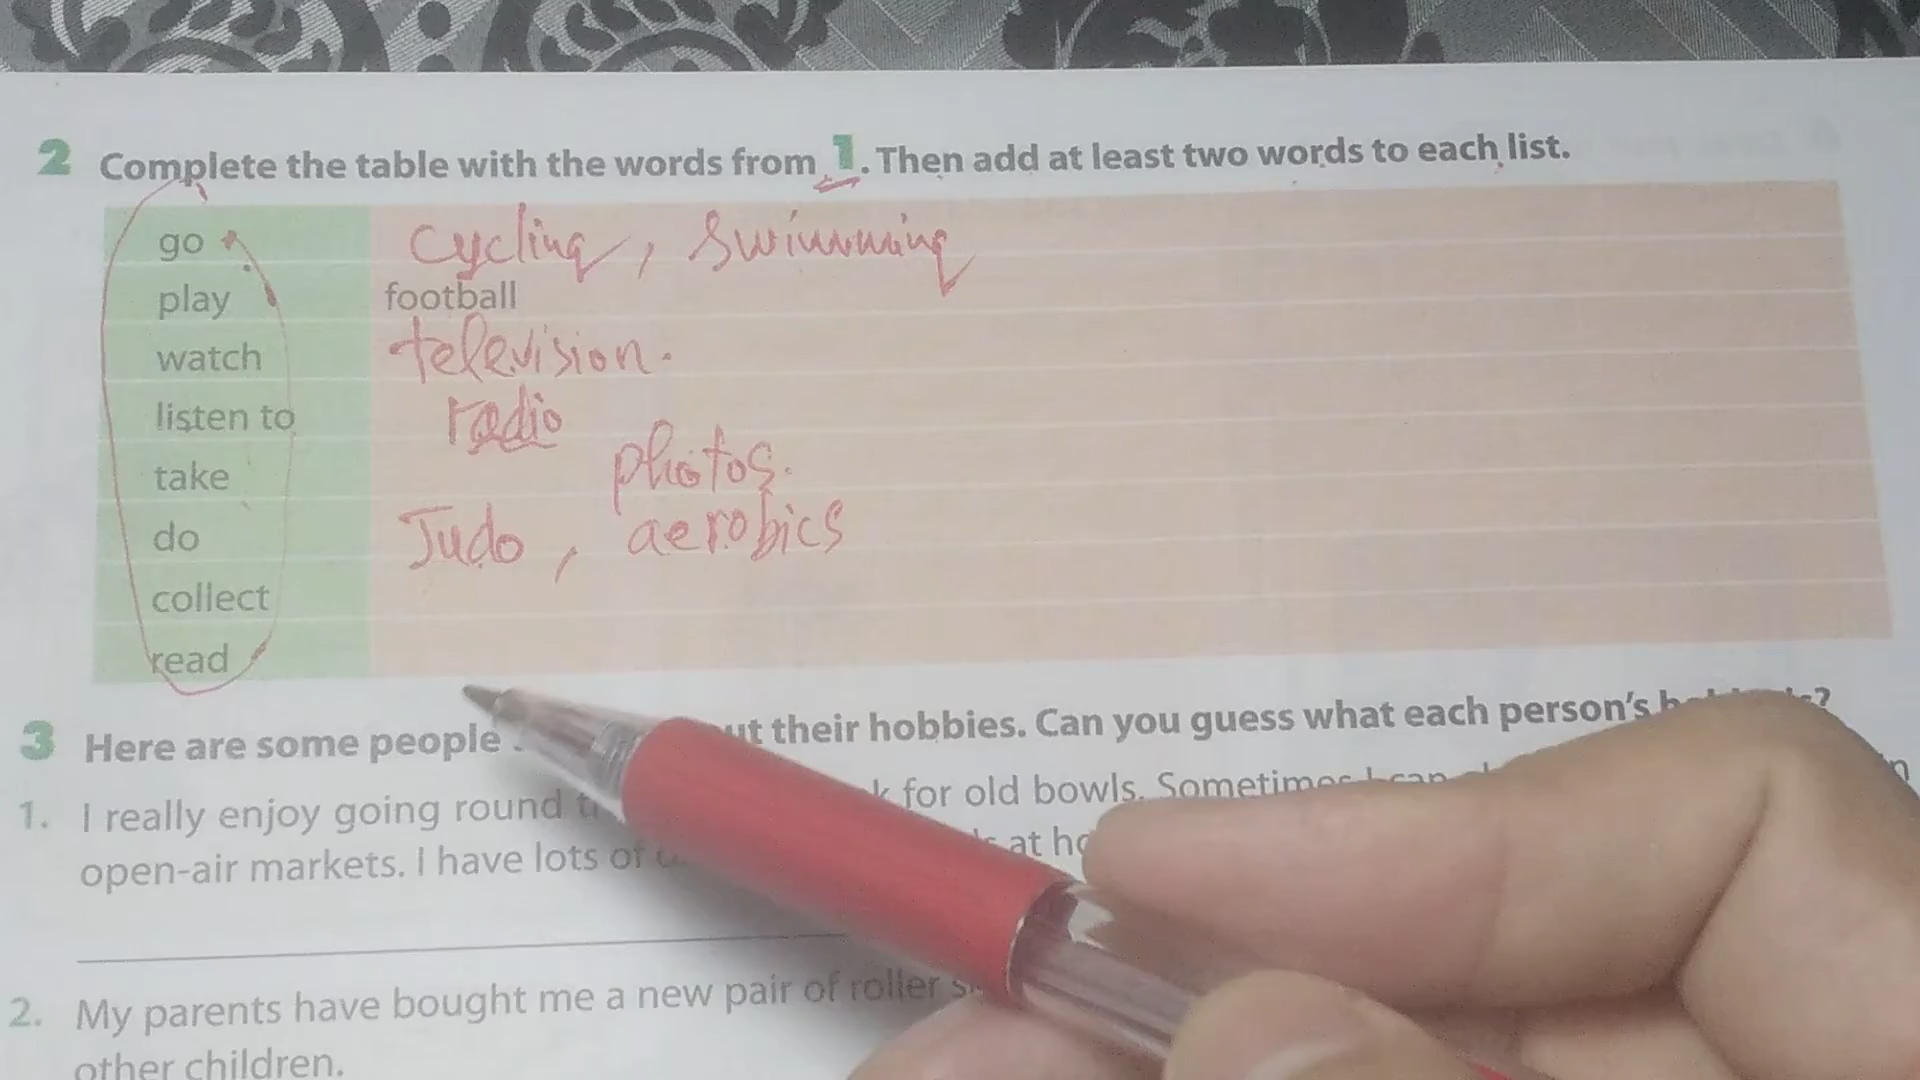 2 Complete the table with the words from 1. Then add at least two words to each list.
go cycling, swimming
play football
watch television.
listen to radio
take photos.
do Judo, aerobics
collect
read
3 Here are some people ut their hobbies. Can you guess what each person's
1. I really enjoy going round for old bowls. Sometimes I can
open-air markets. I have lots of at
2. My parents have bought me a new pair of roller
other children.